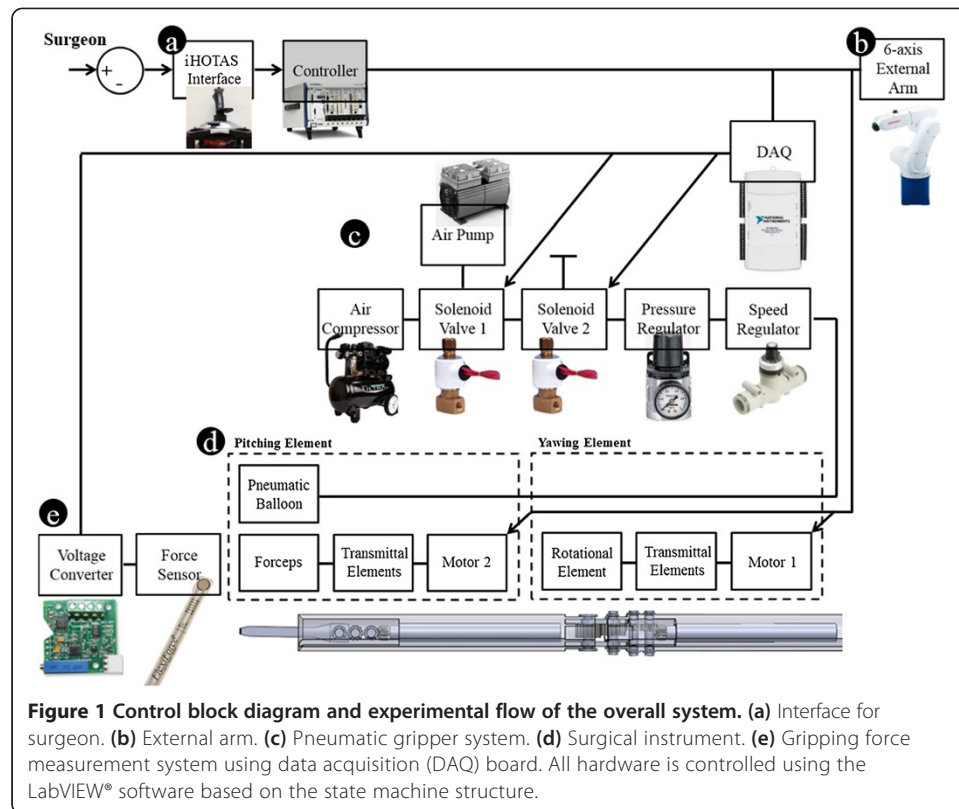 Surgeon
a
b
c
d
e
+
-
iHOTAS
Interface
Controller
6-axis
External
Arm
DAQ
NATIONAL
INSTRUMENTS
Air Pump
Air
Compressor
Solenoid
Valve 1
Solenoid
Valve 2
Pressure
Regulator
Speed
Regulator
Pitching Element
Yawing Element
Pneumatic
Balloon
Forceps
Transmittal
Elements
Motor 2
Rotational
Element
Transmittal
Elements
Motor 1
Voltage
Converter
Force
Sensor
FlexiForce
Figure 1 Control block diagram and experimental flow of the overall system. (a) Interface for
surgeon. (b) External arm. (c) Pneumatic gripper system. (d) Surgical instrument. (e) Gripping force
measurement system using data acquisition (DAQ) board. All hardware is controlled using the
LabVIEW® software based on the state machine structure.